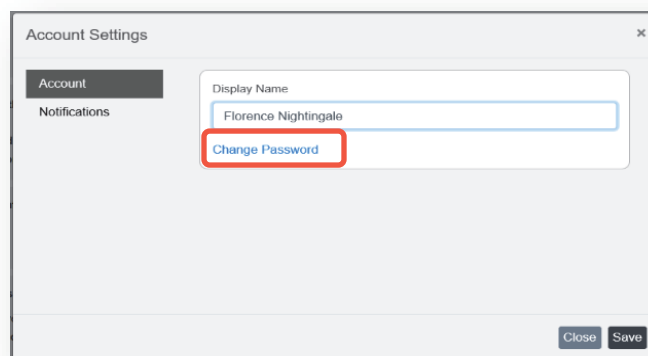 Account Settings
×
Account
Notifications
Display Name
Florence Nightingale
Change Password
Close Save